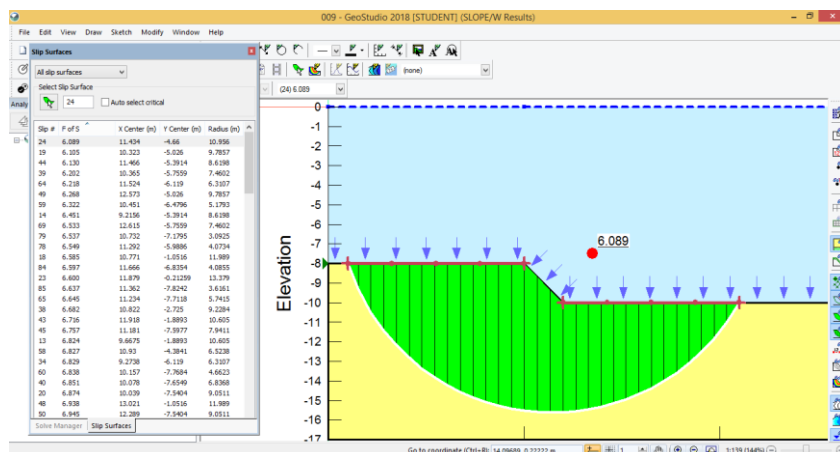 009 - GeoStudio 2018 [STUDENT] (SLOPE/W Results)
File Edit View Draw Sketch Modify Window Help
Slip Surfaces
All slip surfaces
(none)
Select Slip Surface
24 Auto select critical
(24) 6.089
Slip # F of S X Center (m) Y Center (m) Radius (m)
24 6.089 11.434 -4.66 10.956
19 6.105 10.323 -5.026 9.7857
44 6.130 11.466 -5.3914 8.6198
39 6.202 10.365 -5.7559 7.4602
64 6.218 11.524 -6.119 6.3107
49 6.268 12.573 -5.026 9.7857
59 6.322 10.451 -6.4796 5.1793
14 6.451 9.2156 -5.3914 8.6198
69 6.533 12.615 -5.7559 7.4602
79 6.537 10.732 -7.1795 3.0925
78 6.549 11.292 -5.9886 4.0734
18 6.585 10.771 -1.0516 11.989
84 6.597 11.666 -6.8354 4.0855
23 6.600 11.879 -0.21259 13.379
85 6.637 11.362 -7.8242 3.6161
65 6.645 11.234 -7.7118 5.7415
38 6.682 10.822 -2.725 9.2284
43 6.716 11.918 -1.8893 10.605
45 6.757 11.181 -7.5977 7.9411
13 6.824 9.6675 -1.8893 10.605
58 6.827 10.93 -4.3841 6.5238
34 6.829 9.2738 -6.119 6.3107
60 6.838 10.157 -7.7684 4.6623
40 6.851 10.078 -7.6549 6.8368
20 6.874 10.039 -7.5404 9.0511
48 6.938 13.021 -1.0516 11.989
50 6.945 12.289 -7.5404 9.0511
Solve Manager Slip Surfaces
Elevation
0
-1
-2
-3
-4
-5
-6
-7
-8
-9
-10
-11
-12
-13
-14
-15
-16
-17
6.089
Go to coordinate (Ctrl+R): 14.09689, 0.22222 m
1
1:139 (144%)